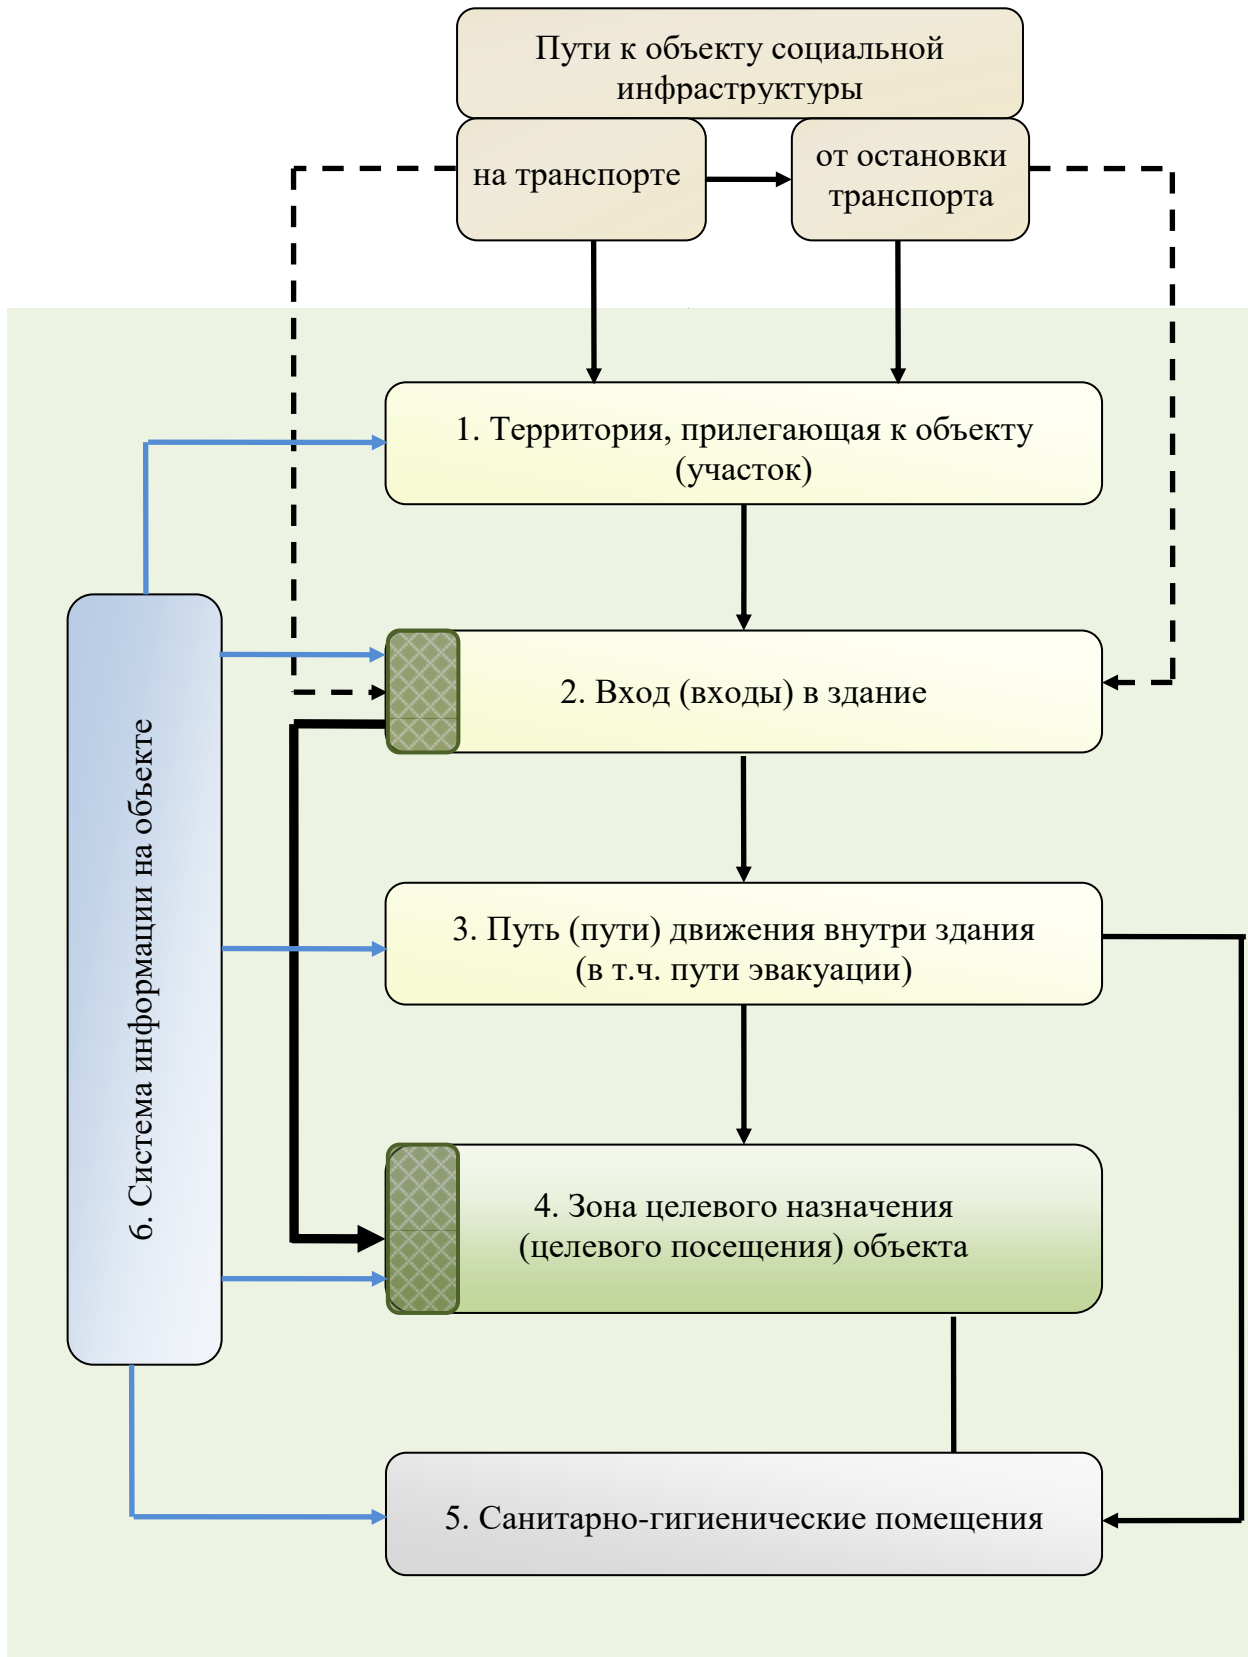 Пути к объекту социальной
инфраструктуры
на транспорте
от остановки
транспорта
1. Территория, прилегающая к объекту
(участок)
2. Вход (входы) в здание
3. Путь (пути) движения внутри здания
(в т.ч. пути эвакуации)
4. Зона целевого назначения
(целевого посещения) объекта
5. Санитарно-гигиенические помещения
6. Система информации на объекте